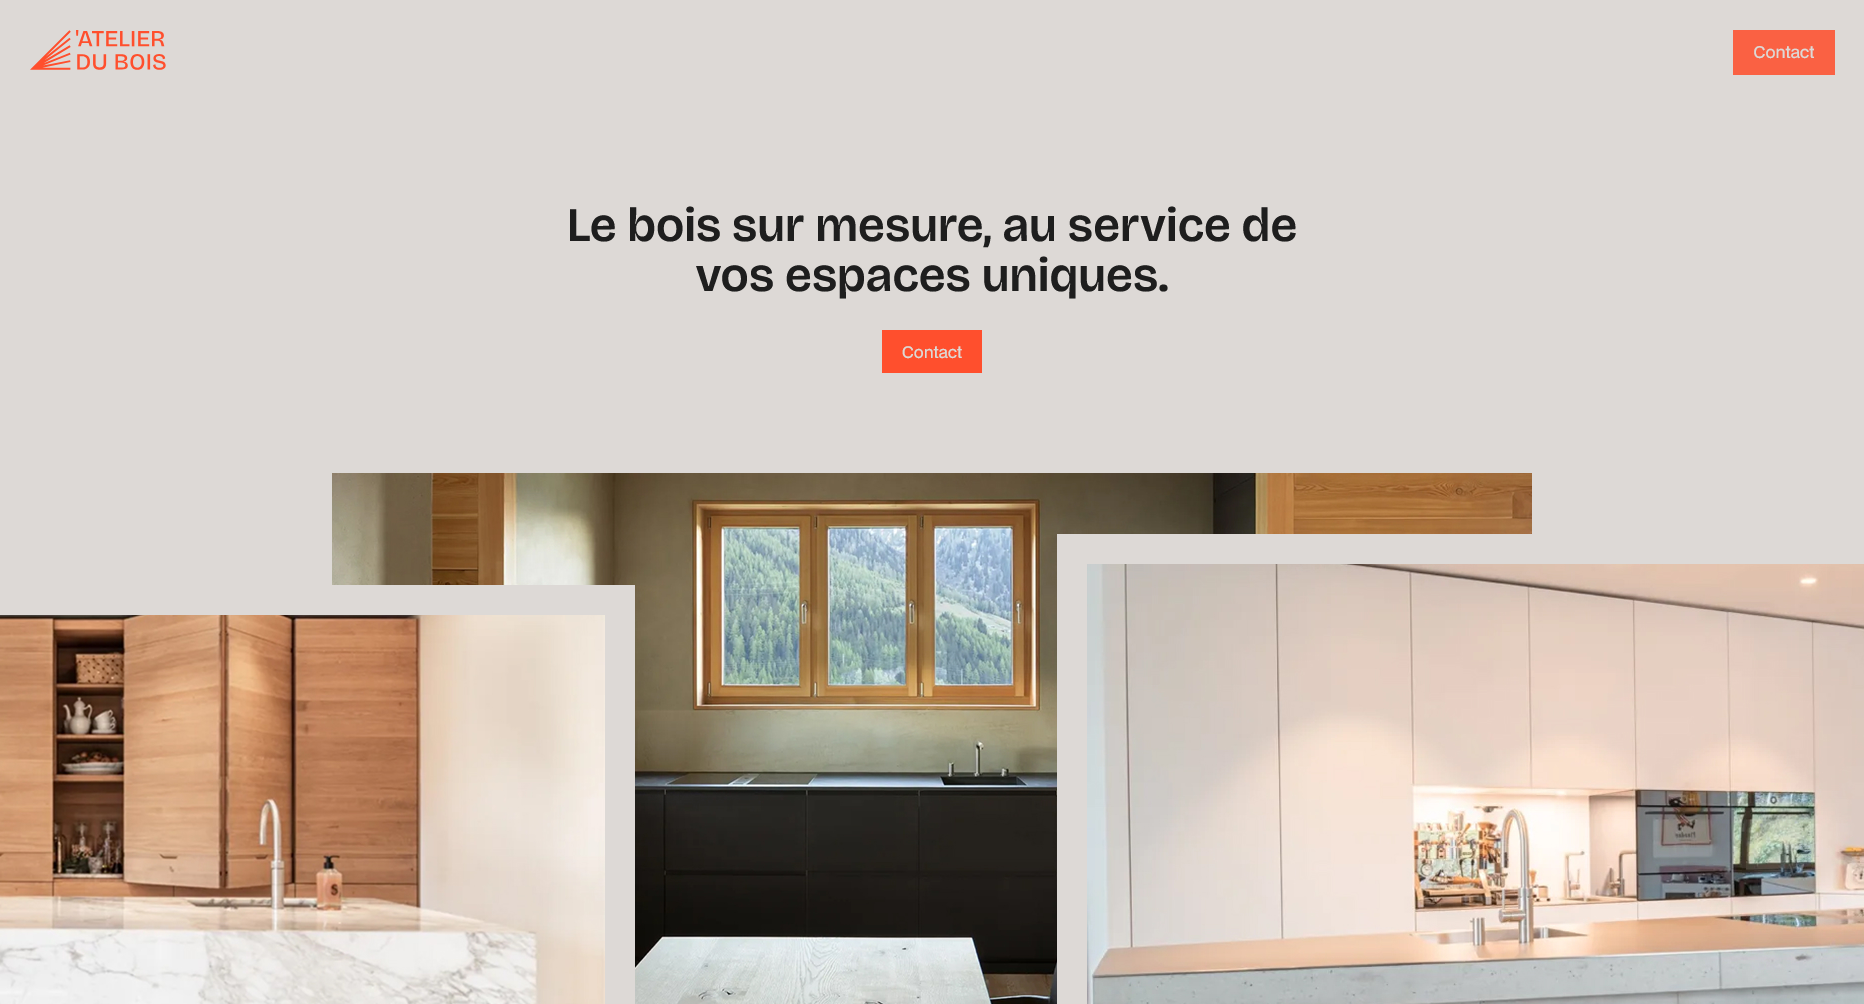 'ATELIER
DU BOIS
Contact
Le bois sur mesure, au service de
vos espaces uniques.
Contact